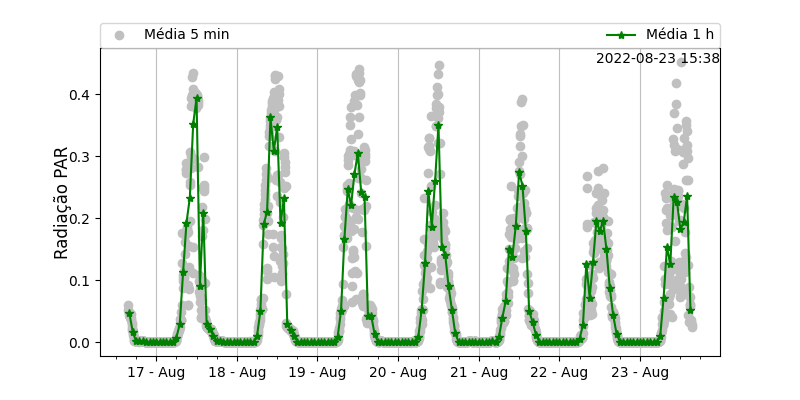 Média 5 min
Média 1 h
2022-08-23 15:38
Radiação PAR
0.4
0.3
0.2
0.1
0.0
17 - Aug
18 - Aug
19 - Aug
20 - Aug
21 - Aug
22 - Aug
23 - Aug